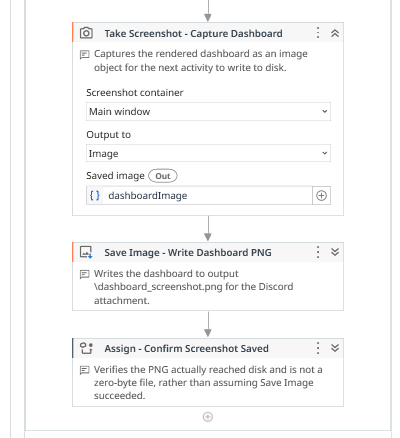 Take Screenshot - Capture Dashboard
Captures the rendered dashboard as an image
object for the next activity to write to disk.
Screenshot container
Main window
Output to
Image
Saved image Out
{ } dashboardImage
Save Image - Write Dashboard PNG
Writes the dashboard to output
\dashboard_screenshot.png for the Discord
attachment.
Assign - Confirm Screenshot Saved
Verifies the PNG actually reached disk and is not a
zero-byte file, rather than assuming Save Image
succeeded.